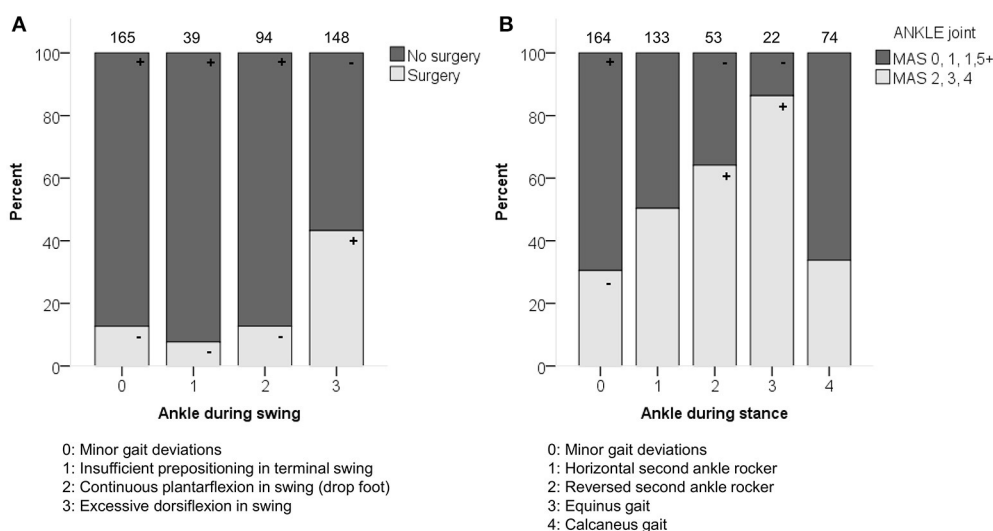 A
165 39 94 148
No surgery
Surgery
100
80
60
40
20
0
Percent
+ + + -
- - - +
0 1 2 3
Ankle during swing
0: Minor gait deviations
1: Insufficient prepositioning in terminal swing
2: Continuous plantarflexion in swing (drop foot)
3: Excessive dorsiflexion in swing
B
164 133 53 22 74
ANKLE joint
MAS 0, 1, 1,5+
MAS 2, 3, 4
100
80
60
40
20
0
Percent
+ - -
- + +
0 1 2 3 4
Ankle during stance
0: Minor gait deviations
1: Horizontal second ankle rocker
2: Reversed second ankle rocker
3: Equinus gait
4: Calcaneus gait